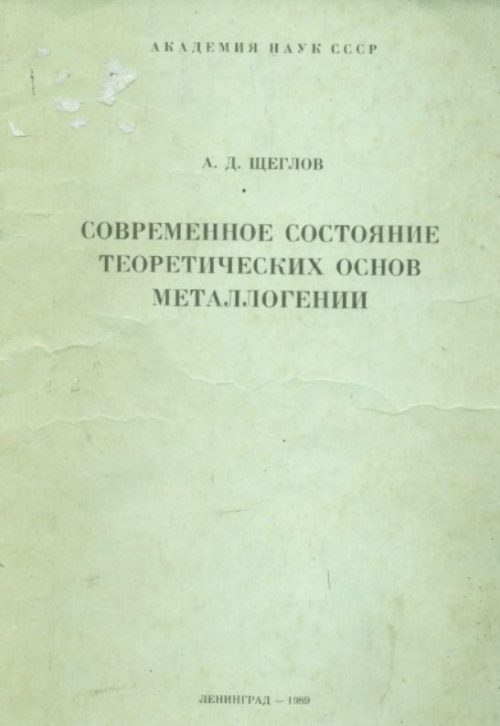 АКАДЕМИЯ НАУК СССР
А. Д. ЩЕГЛОВ
СОВРЕМЕННОЕ СОСТОЯНИЕ
ТЕОРЕТИЧЕСКИХ ОСНОВ
МЕТАЛЛОГЕНИИ
ЛЕНИНГРАД – 1989